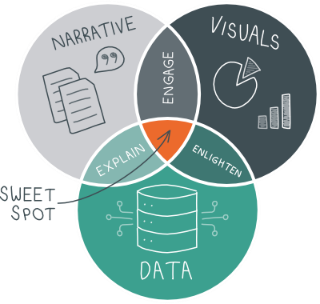 NARRATIVE
VISUALS
ENGAGE
EXPLAIN
ENLIGHTEN
SWEET
SPOT
DATA